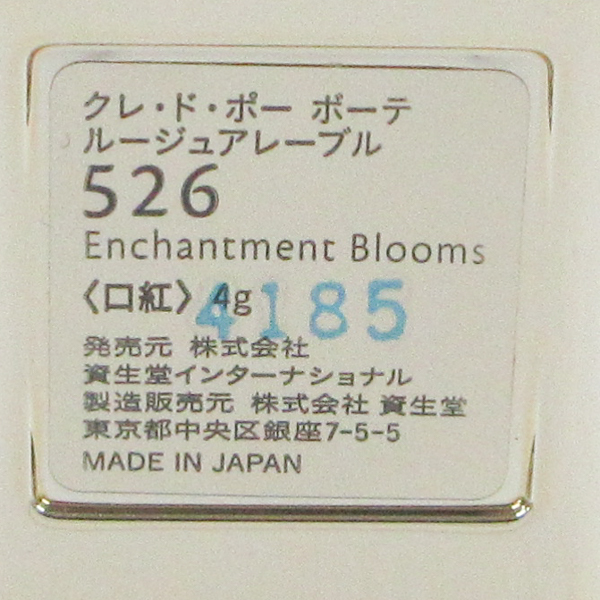 クレ・ド・ポー ボーテ
ルージュアレーブル
526
Enchantment Blooms
〈口紅〉 4g
4185
発売元 株式会社
資生堂インターナショナル
製造販売元 株式会社 資生堂
東京都中央区銀座7-5-5
MADE IN JAPAN